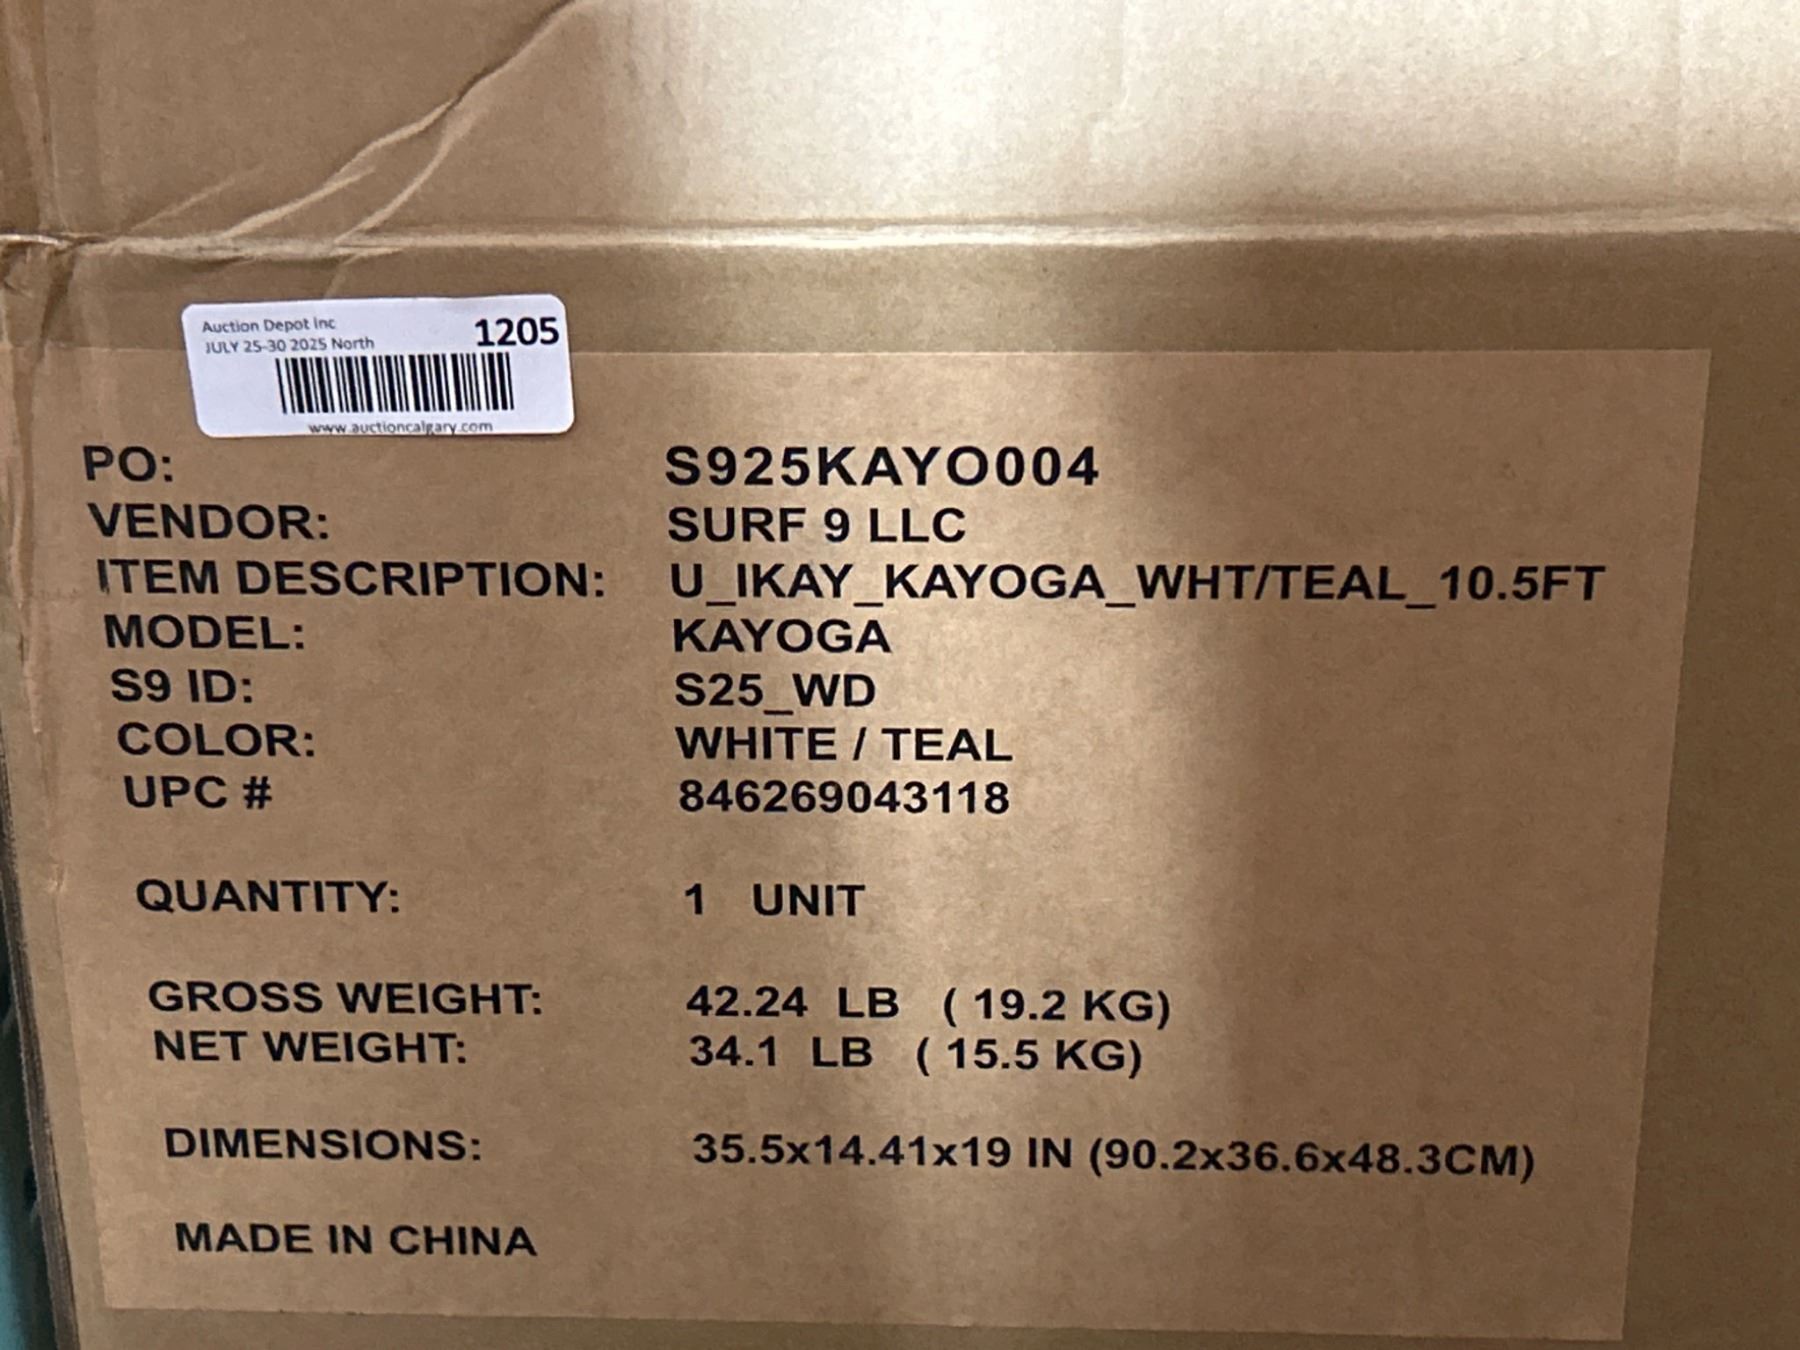 Auction Depot Inc
JULY 25-30 2025 North
1205
www.auctioncalgary.com
PO: S925KAYO004
VENDOR: SURF 9 LLC
ITEM DESCRIPTION: U_IKAY_KAYOGA_WHT/TEAL_10.5FT
MODEL: KAYOGA
S9 ID: S25_WD
COLOR: WHITE / TEAL
UPC # 846269043118
QUANTITY: 1 UNIT
GROSS WEIGHT: 42.24 LB ( 19.2 KG)
NET WEIGHT: 34.1 LB ( 15.5 KG)
DIMENSIONS: 35.5x14.41x19 IN (90.2x36.6x48.3CM)
MADE IN CHINA